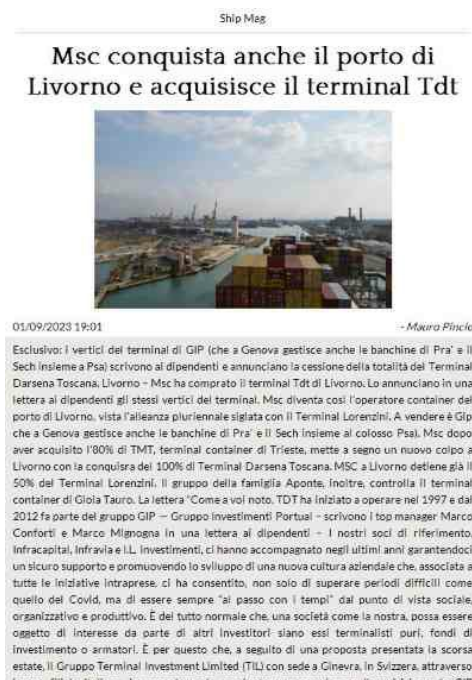 Ship Mag
Msc conquista anche il porto di
Livorno e acquisisce il terminal Tdt
01/09/2023 19:01
- Mauro Pincio
Esclusivo: i vertici del terminal di GIP (che a Genova gestisce anche le banchine di Pra' e il
Sech insieme a Psa) scrivono ai dipendenti e annunciano la cessione della totalità del Terminal
Darsena Toscana. Livorno – Msc ha comprato il terminal Tdt di Livorno. Lo annunciano in una
lettera ai dipendenti gli stessi vertici del terminal. Msc diventa così l'operatore container del
porto di Livorno, vista l'alleanza pluriennale siglata con il Terminal Lorenzini. A vendere è Gip
che a Genova gestisce anche le banchine di Pra' e il Sech insieme al colosso Psa). Msc dopo
aver acquisito l'80% di TMT, terminal container di Trieste, mette a segno un nuovo colpo a
Livorno con la conquisra del 100% di Terminal Darsena Toscana. MSC a Livorno detiene già il
50% del Terminal Lorenzini. Il gruppo della famiglia Aponte, inoltre, controlla il terminal
container di Gioia Tauro. La lettera "Come a voi noto, TDT ha iniziato a operare nel 1997 e dal
2012 fa parte del gruppo GIP — Gruppo Investimenti Portuali – scrivono i top manager Marco
Conforti e Marco Mignogna in una lettera ai dipendenti – I nostri soci di riferimento,
Infracapital, Infravia e I.L. investimenti, ci hanno accompagnato negli ultimi anni garantendoci
un sicuro supporto e promuovendo lo sviluppo di una nuova cultura aziendale che, associata a
tutte le iniziative intraprese, ci ha consentito, non solo di superare periodi difficili come
quello del Covid, ma di essere sempre "al passo con i tempi" dal punto di vista sociale,
organizzativo e produttivo. È del tutto normale che, una società come la nostra, possa essere
oggetto di interesse da parte di altri investitori siano essi terminalisti puri, fondi di
investimento o armatori. È per questo che, a seguito di una proposta presentata la scorsa
estate, il Gruppo Terminal Investment Limited (TIL) con sede a Ginevra, in Svizzera, attraverso